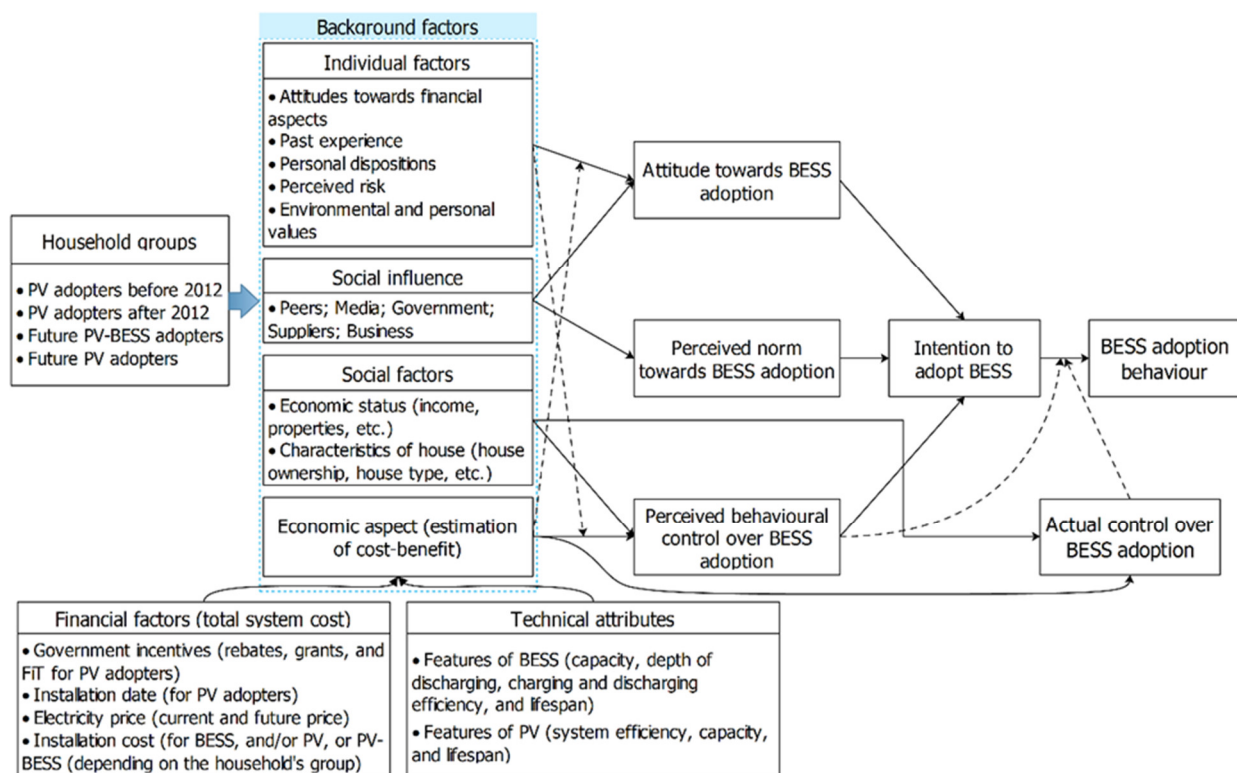 Background factors
Individual factors
• Attitudes towards financial
aspects
• Past experience
• Personal dispositions
• Perceived risk
• Environmental and personal
values
Household groups
• PV adopters before 2012
• PV adopters after 2012
• Future PV-BESS adopters
• Future PV adopters
Social influence
• Peers; Media; Government;
Suppliers; Business
Social factors
• Economic status (income,
properties, etc.)
• Characteristics of house (house
ownership, house type, etc.)
Economic aspect (estimation
of cost-benefit)
Attitude towards BESS
adoption
Perceived norm
towards BESS adoption
Perceived behavioural
control over BESS
adoption
Intention to
adopt BESS
BESS adoption
behaviour
Actual control over
BESS adoption
Financial factors (total system cost)
• Government incentives (rebates, grants, and
FiT for PV adopters)
• Installation date (for PV adopters)
• Electricity price (current and future price)
• Installation cost (for BESS, and/or PV, or PV-
BESS (depending on the household's group)
Technical attributes
• Features of BESS (capacity, depth of
discharging, charging and discharging
efficiency, and lifespan)
• Features of PV (system efficiency, capacity,
and lifespan)